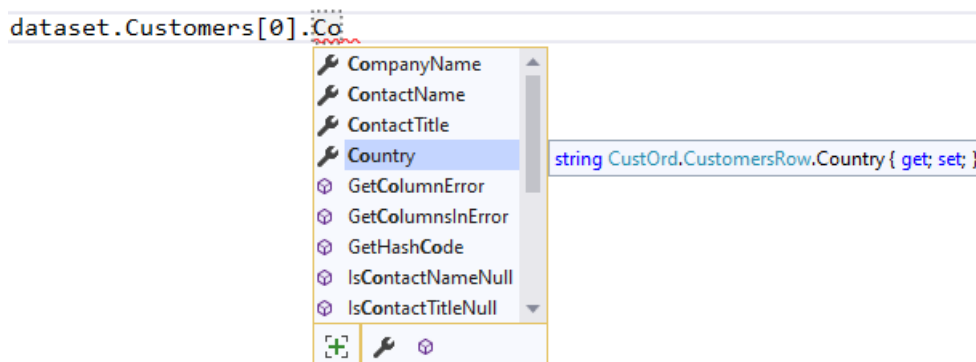 dataset.Customers[0].Co
CompanyName
ContactName
ContactTitle
Country
string CustOrd.CustomersRow.Country { get; set; }
GetColumnError
GetColumnsInError
GetHashCode
IsContactNameNull
IsContactTitleNull